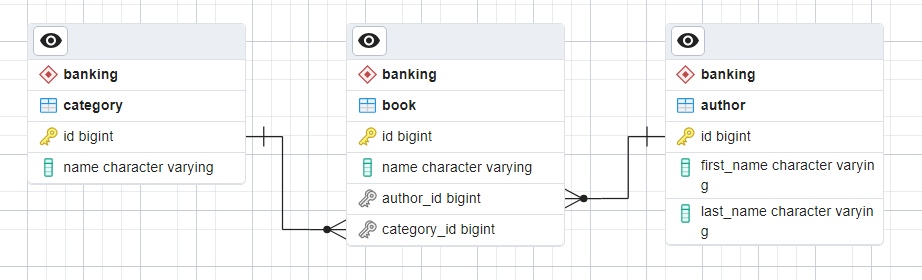 banking
category
id bigint
name character varying
banking
book
id bigint
name character varying
author_id bigint
category_id bigint
banking
author
id bigint
first_name character varyin
g
last_name character varyin
g